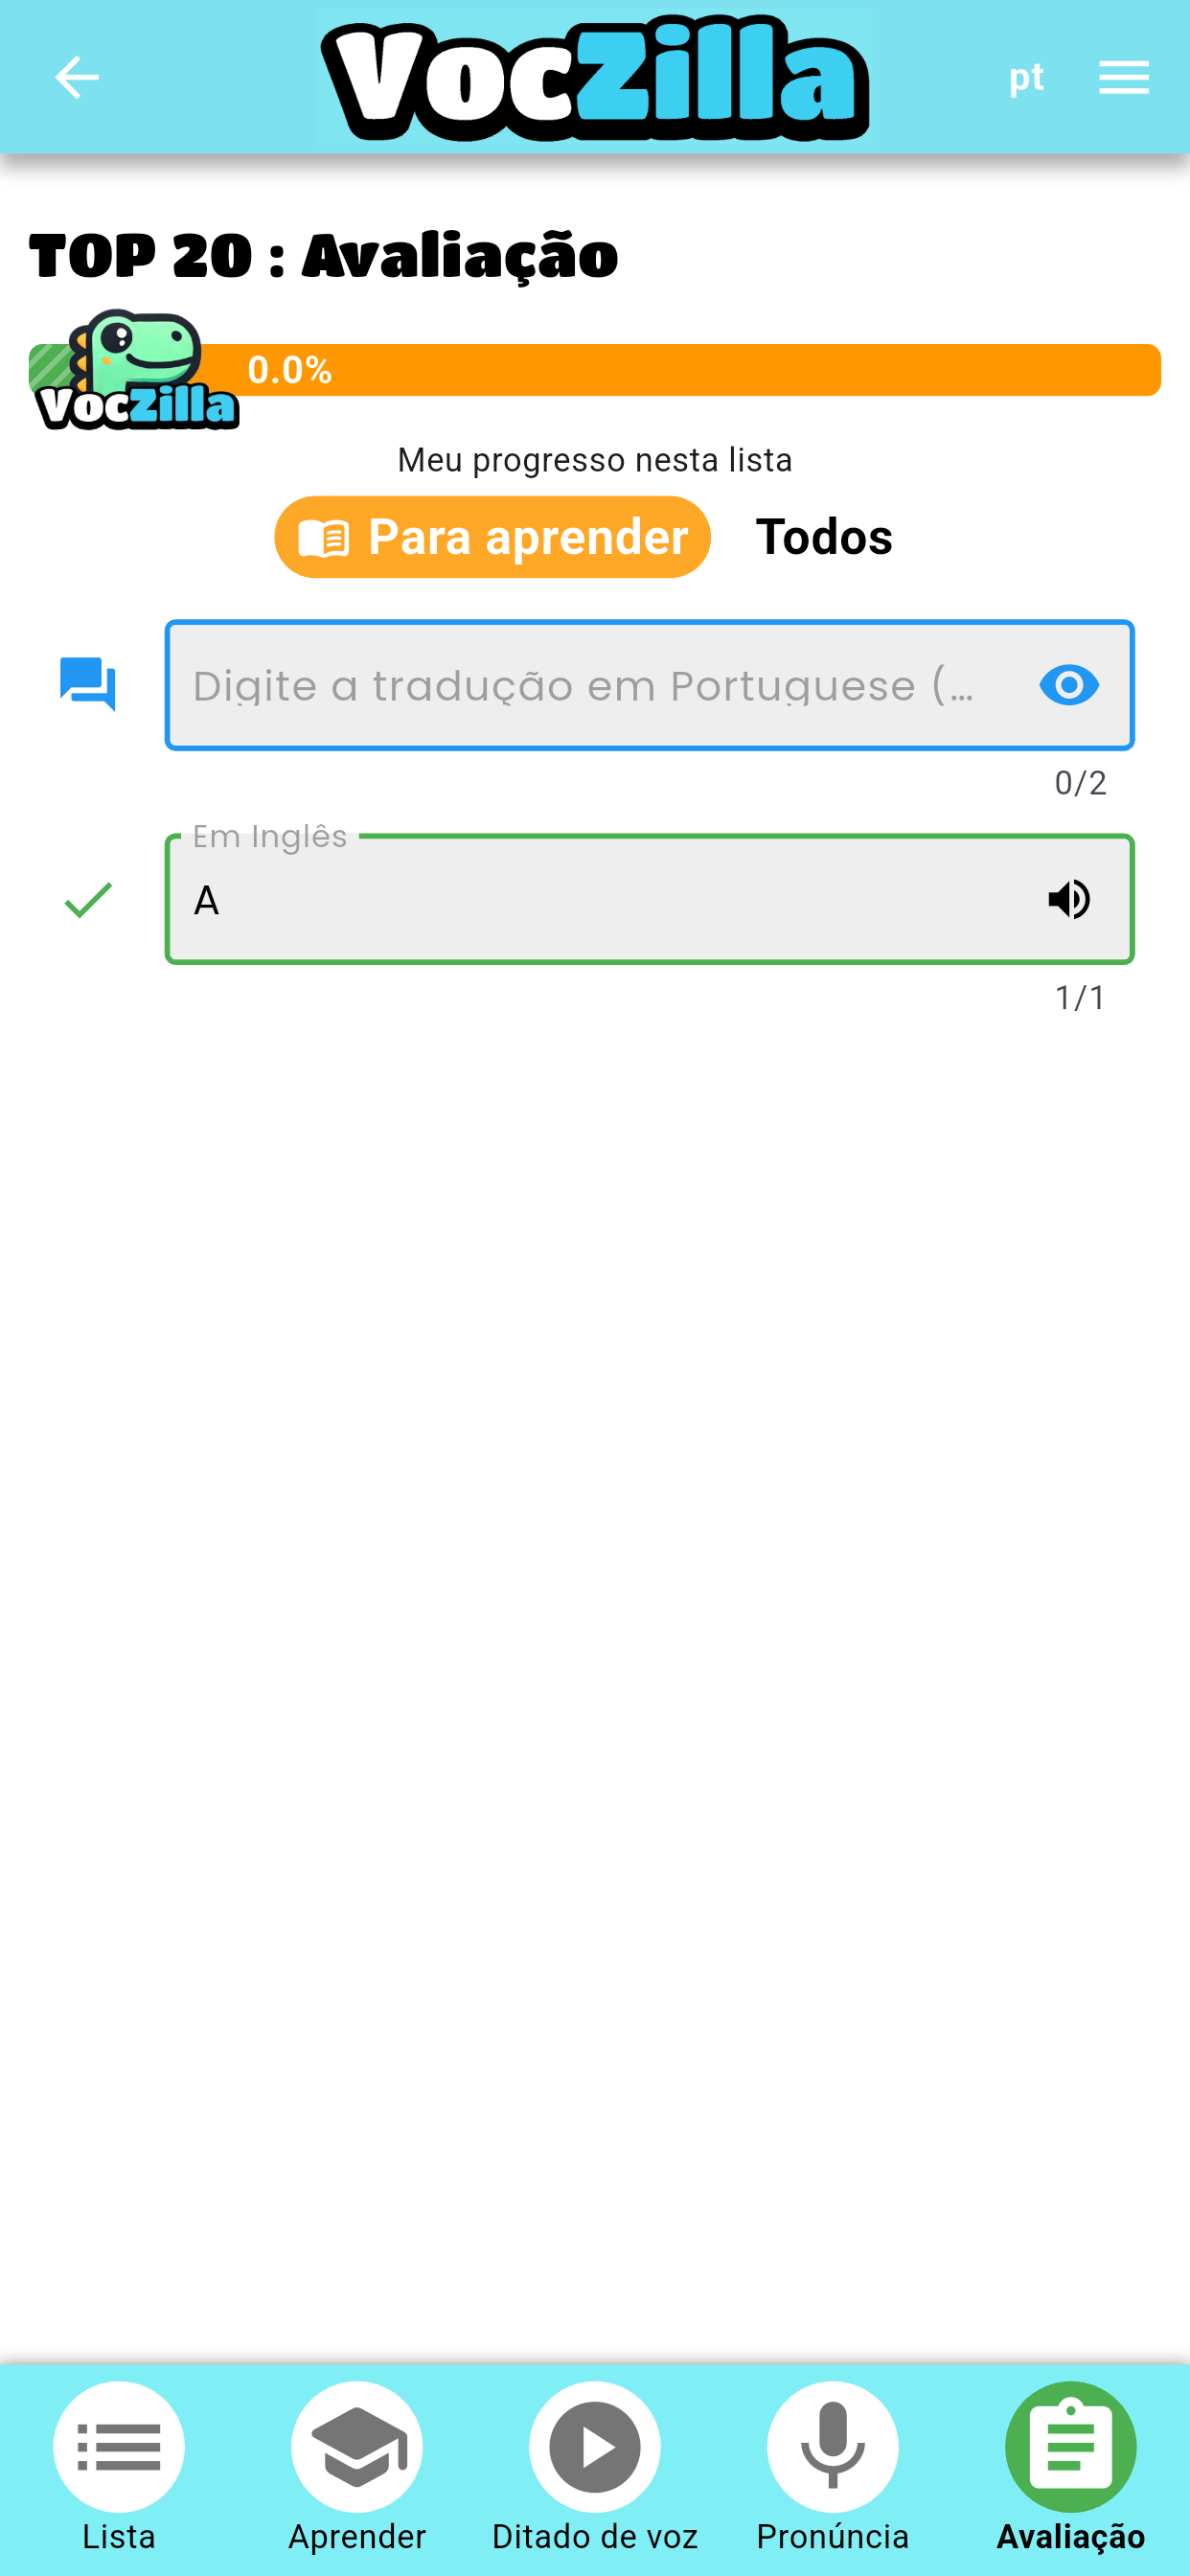 VocZilla
pt
TOP 20 : Avaliação
0.0%
VocZilla
Meu progresso nesta lista
Para aprender
Todos
Digite a tradução em Portuguese (...
0/2
Em Inglês
A
1/1
Lista
Aprender
Ditado de voz
Pronúncia
Avaliação